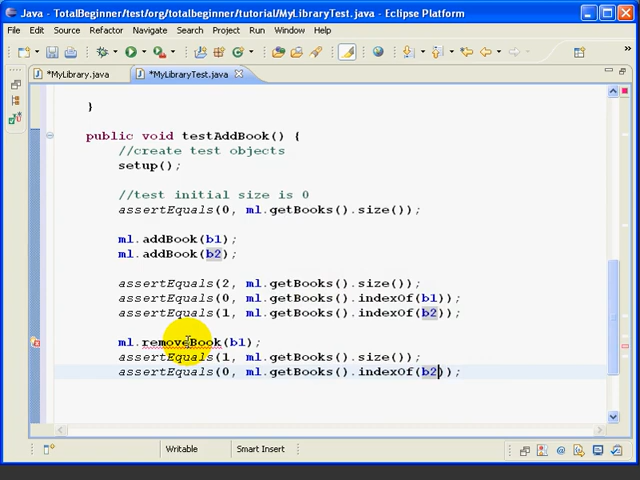 Java - TotalBeginner/test/org/totalbeginner/tutorial/MyLibraryTest.java - Eclipse Platform
File Edit Source Refactor Navigate Search Project Run Window Help
*MyLibrary.java *MyLibraryTest.java
}
public void testAddBook() {
//create test objects
setup();
//test initial size is 0
assertEquals(0, ml.getBooks().size());
ml.addBook(b1);
ml.addBook(b2);
assertEquals(2, ml.getBooks().size());
assertEquals(0, ml.getBooks().indexOf(b1));
assertEquals(1, ml.getBooks().indexOf(b2));
ml.removeBook(b1);
assertEquals(1, ml.getBooks().size());
assertEquals(0, ml.getBooks().indexOf(b2));
Writable Smart Insert